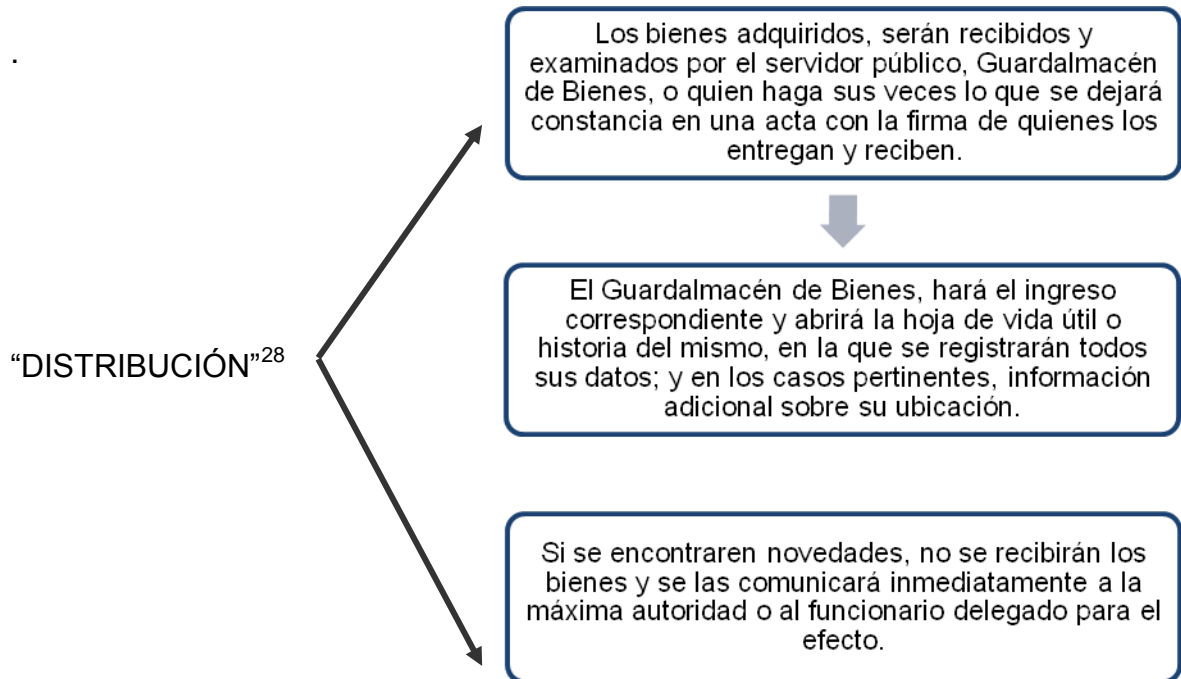 .
Los bienes adquiridos, serán recibidos y
examinados por el servidor público, Guardalmacén
de Bienes, o quien haga sus veces lo que se dejará
constancia en una acta con la firma de quienes los
entregan y reciben.
El Guardalmacén de Bienes, hará el ingreso
correspondiente y abrirá la hoja de vida útil o
historia del mismo, en la que se registrarán todos
sus datos; y en los casos pertinentes, información
adicional sobre su ubicación.
“DISTRIBUCIÓN”28
Si se encontraren novedades, no se recibirán los
bienes y se las comunicará inmediatamente a la
máxima autoridad o al funcionario delegado para el
efecto.